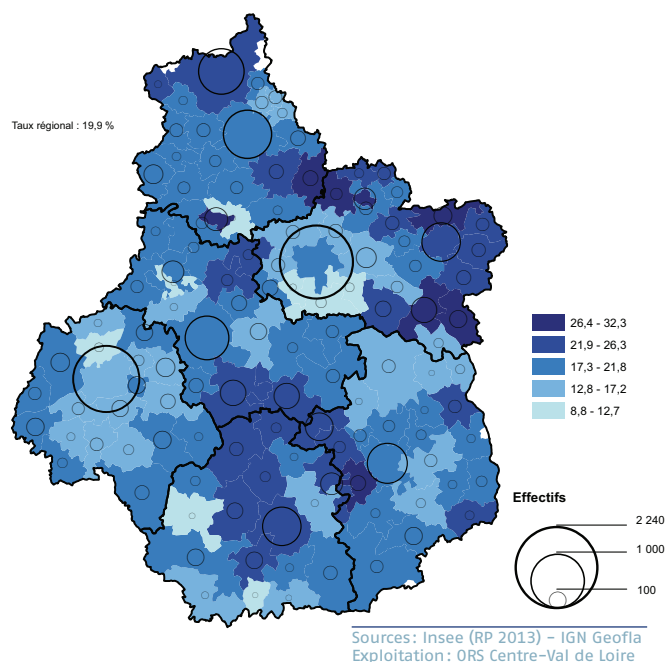 Taux régional : 19,9 %
26,4 - 32,3
21,9 - 26,3
17,3 - 21,8
12,8 - 17,2
8,8 - 12,7
Effectifs
2 240
1 000
100
Sources : Insee (RP 2013) - IGN Geofla
Exploitation : ORS Centre-Val de Loire